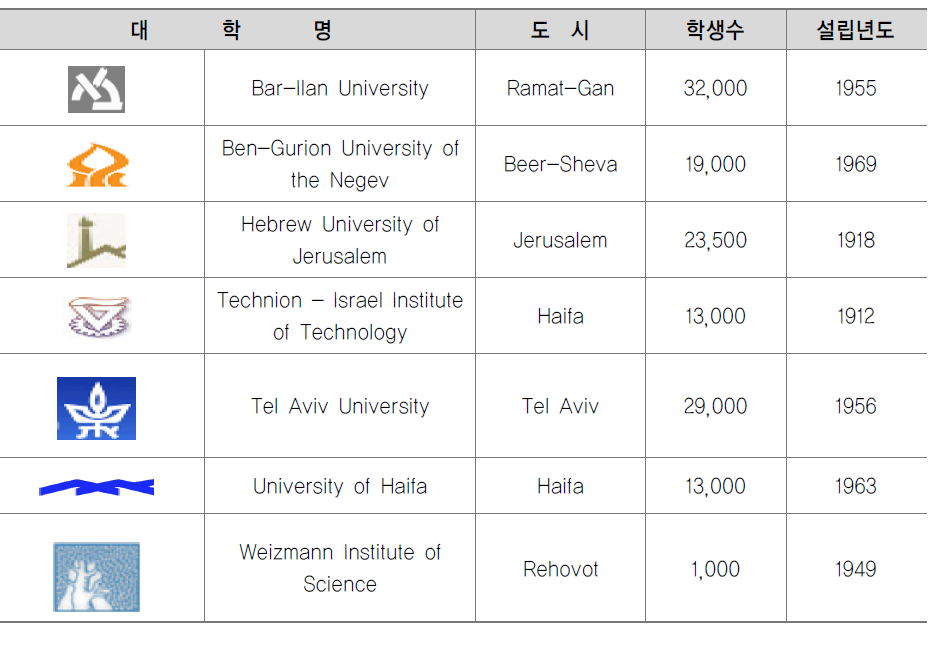 대 학 명 도 시 학생수 설립년도
Bar-Ilan University Ramat-Gan 32,000 1955
Ben-Gurion University of
the Negev Beer-Sheva 19,000 1969
Hebrew University of
Jerusalem Jerusalem 23,500 1918
Technion - Israel Institute
of Technology Haifa 13,000 1912
Tel Aviv University Tel Aviv 29,000 1956
University of Haifa Haifa 13,000 1963
Weizmann Institute of
Science Rehovot 1,000 1949